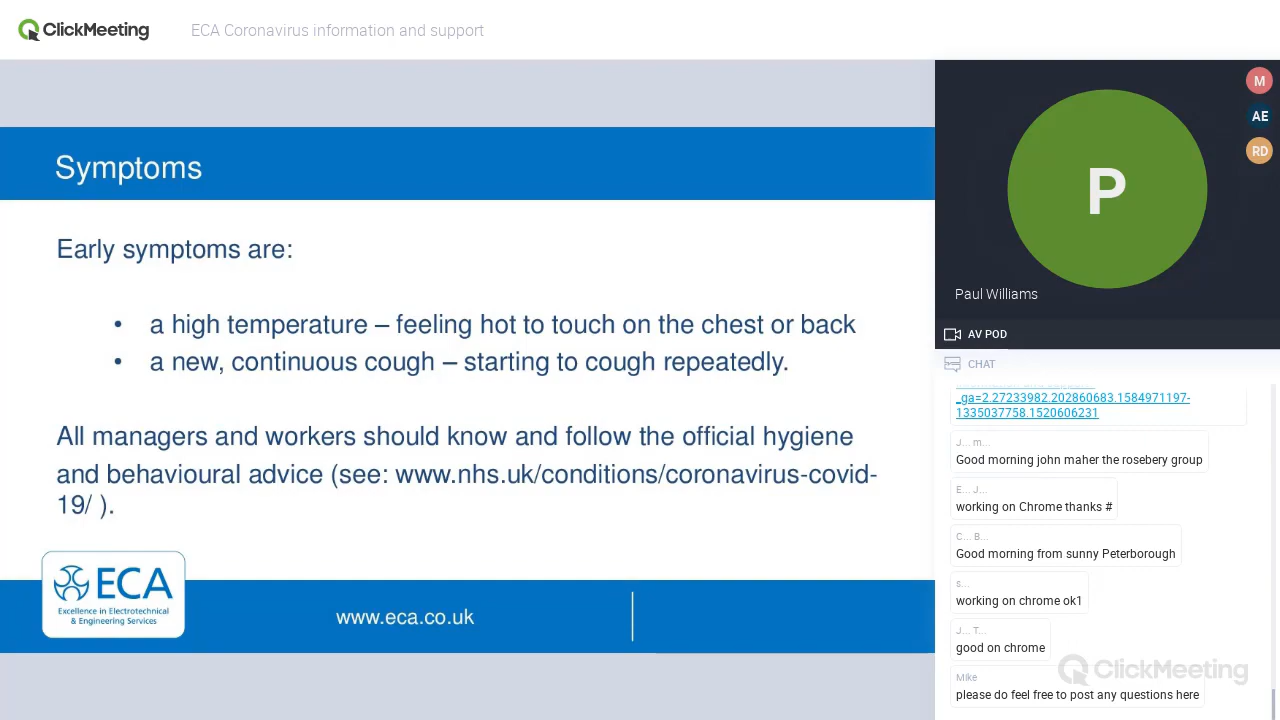 ClickMeeting
ECA Coronavirus information and support
Symptoms
Early symptoms are:
• a high temperature – feeling hot to touch on the chest or back
• a new, continuous cough – starting to cough repeatedly.
All managers and workers should know and follow the official hygiene
and behavioural advice (see: www.nhs.uk/conditions/coronavirus-covid-
19/ ).
ECA
Excellence in Electrotechnical
& Engineering Services
www.eca.co.uk
M
AE
RD
P
Paul Williams
AV POD
CHAT
_ga=2.27233982.202860683.1584971197-
1335037758.1520606231
J... m...
Good morning john maher the rosebery group
E... J...
working on Chrome thanks #
C... B...
Good morning from sunny Peterborough
s...
working on chrome ok1
J... T...
good on chrome
ClickMeeting
Mike
please do feel free to post any questions here